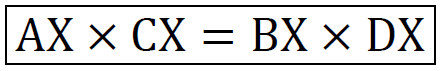 AX × CX = BX × DX